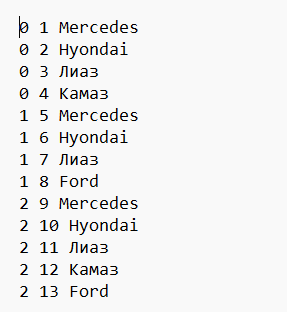 0 1 Mercedes
0 2 Hyondai
0 3 Лиаз
0 4 Камаз
1 5 Mercedes
1 6 Hyondai
1 7 Лиаз
1 8 Ford
2 9 Mercedes
2 10 Hyondai
2 11 Лиаз
2 12 Камаз
2 13 Ford